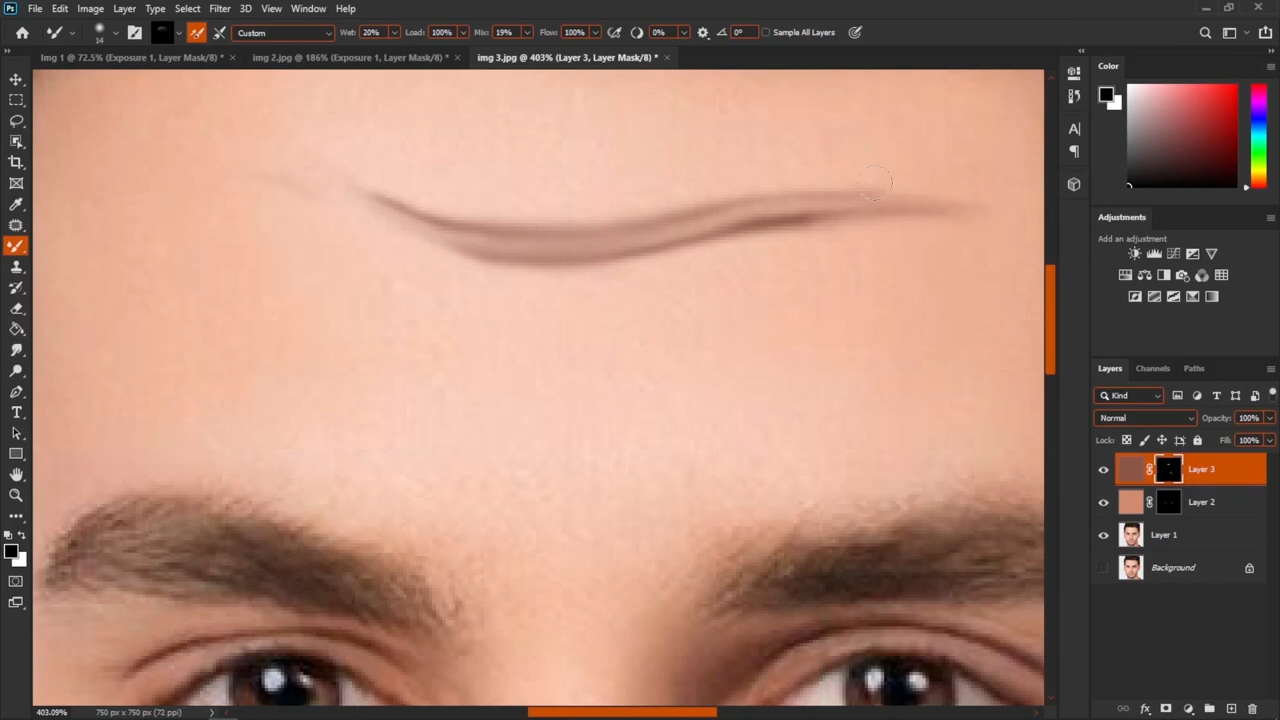 Ps File Edit Image Layer Type Select Filter 3D View Window Help
14 Custom Wet: 20% Load: 100% Mix: 19% Flow: 100% 0% 0° Sample All Layers
Img 1 @ 72.5% (Exposure 1, Layer Mask/8) * × img 2.jpg @ 186% (Exposure 1, Layer Mask/8) * × img 3.jpg @ 403% (Layer 3, Layer Mask/8) * ×
Color
Adjustments
Add an adjustment
Layers Channels Paths
Kind
Normal Opacity: 100%
Lock: Fill: 100%
Layer 3
Layer 2
Layer 1
Background
403.09% 750 px x 750 px (72 ppi)